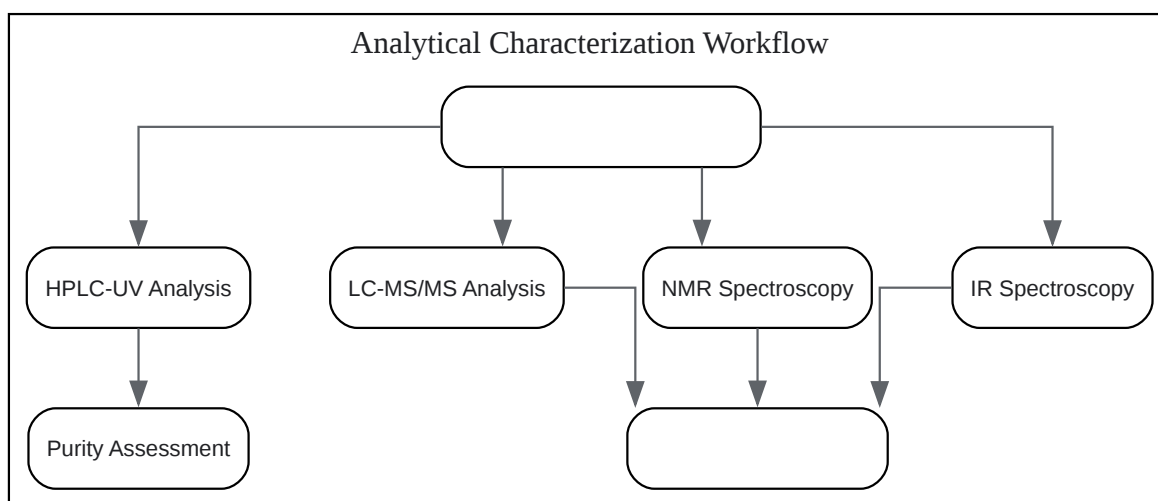 Analytical Characterization Workflow
HPLC-UV Analysis
LC-MS/MS Analysis
NMR Spectroscopy
IR Spectroscopy
Purity Assessment